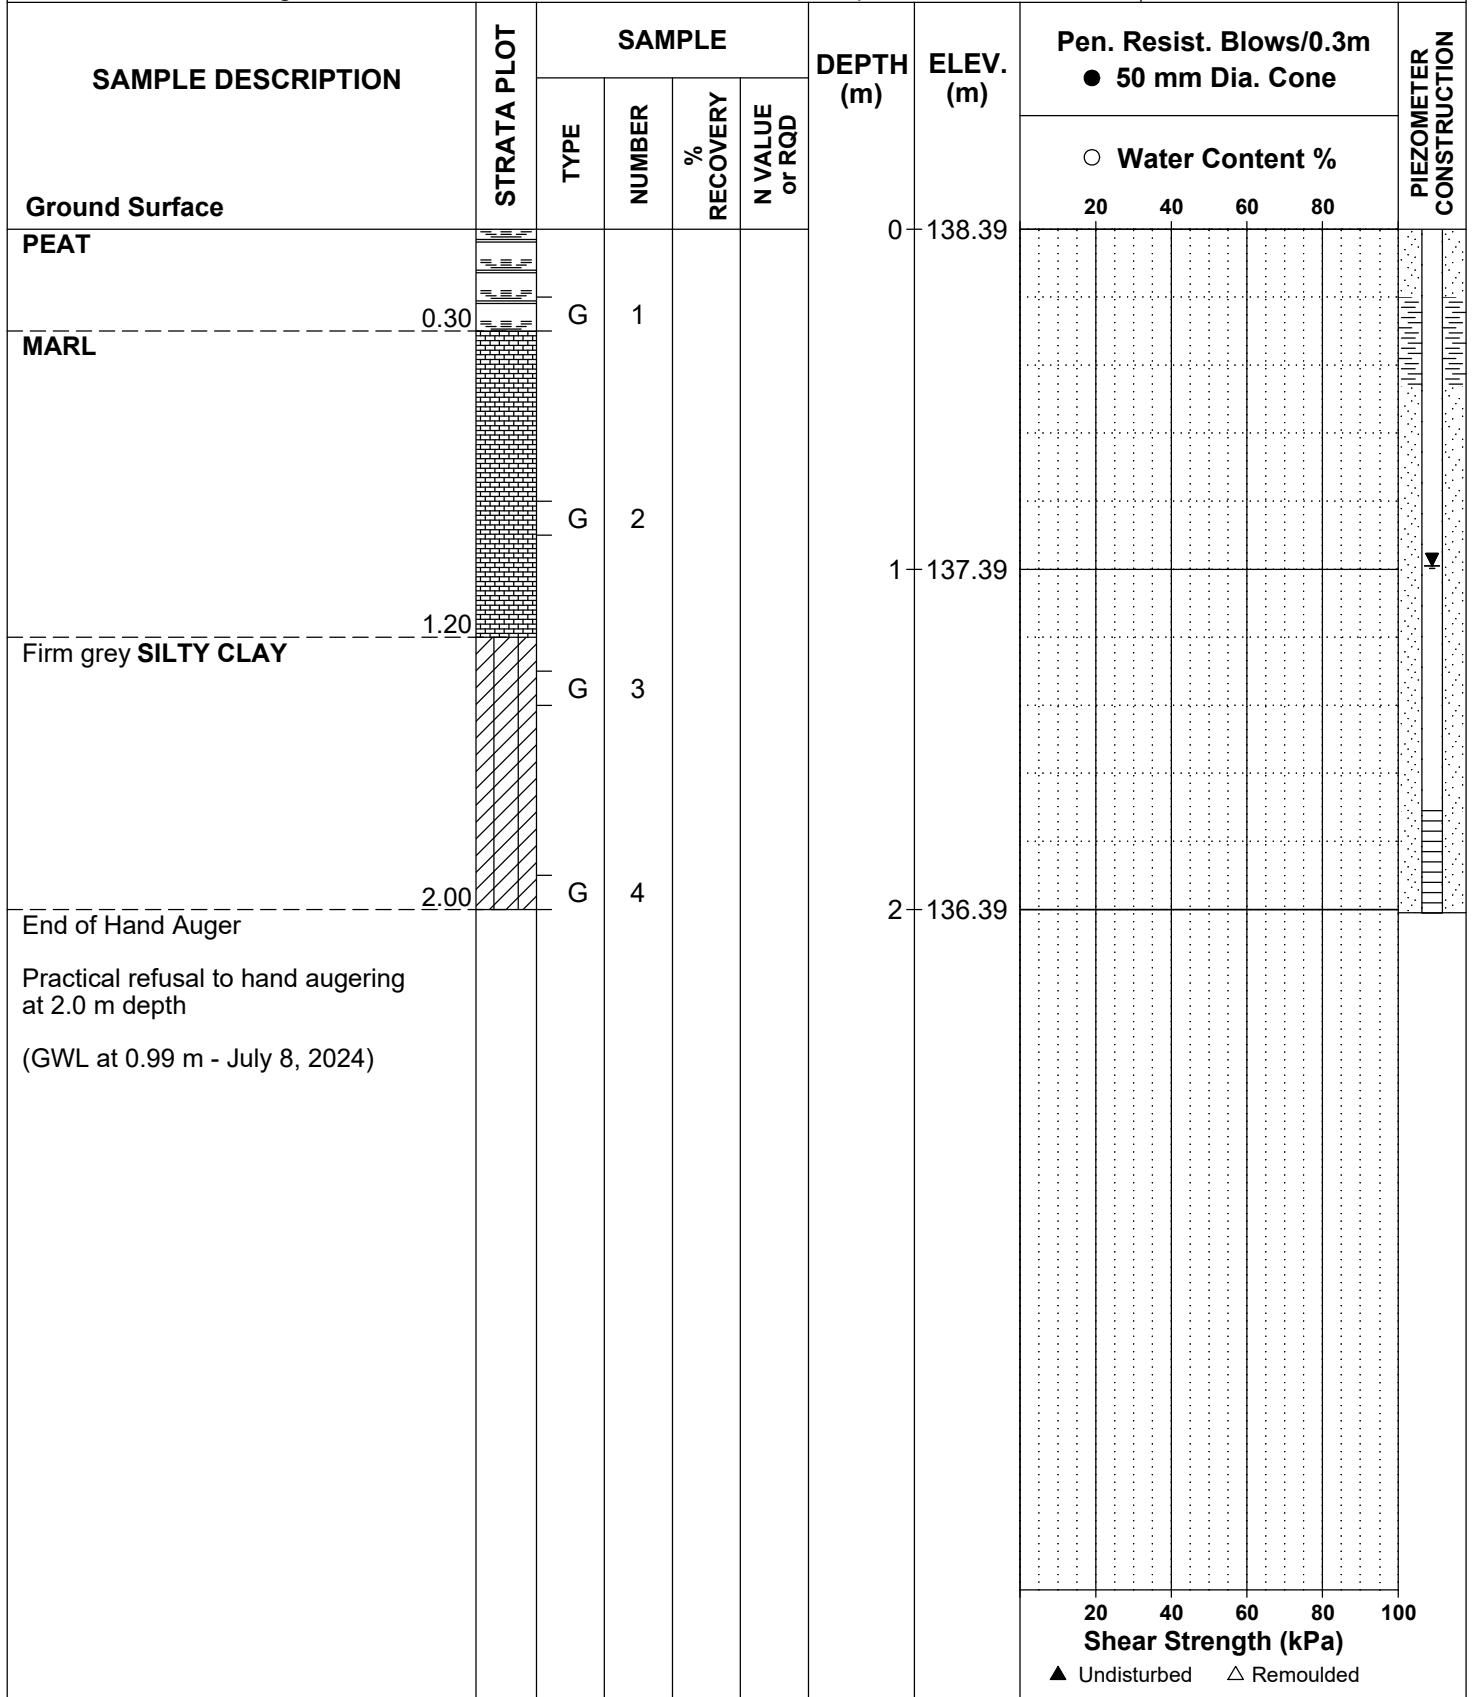 SAMPLE DESCRIPTION
Ground Surface
STRATA PLOT
SAMPLE
TYPE
NUMBER
%
RECOVERY
N VALUE
or RQD
DEPTH
(m)
ELEV.
(m)
Pen. Resist. Blows/0.3m
● 50 mm Dia. Cone
○ Water Content %
20 40 60 80
PIEZOMETER
CONSTRUCTION
0 138.39
PEAT
0.30
G 1
MARL
G 2
1 137.39
1.20
Firm grey SILTY CLAY
G 3
2.00
G 4
2 136.39
End of Hand Auger
Practical refusal to hand augering
at 2.0 m depth
(GWL at 0.99 m - July 8, 2024)
20 40 60 80 100
Shear Strength (kPa)
▲ Undisturbed △ Remoulded